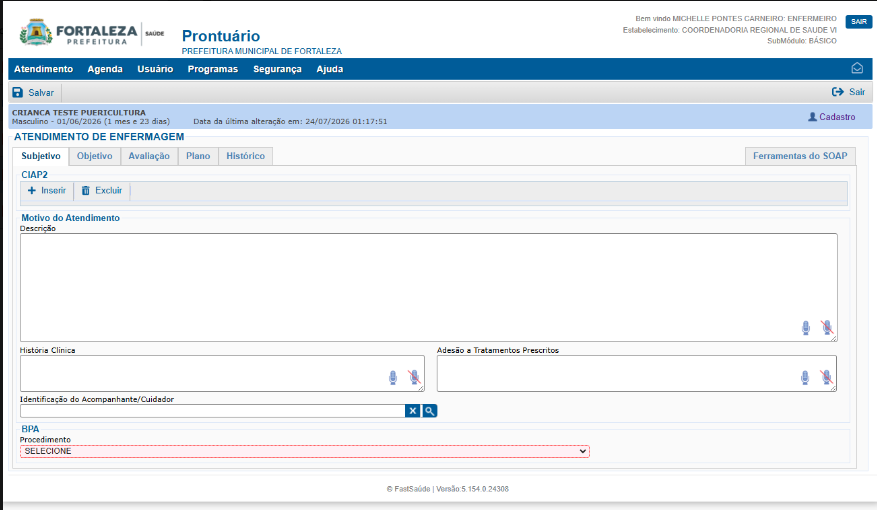 FORTALEZA
PREFEITURA
SAÚDE
Prontuário
PREFEITURA MUNICIPAL DE FORTALEZA
Bem vindo MICHELLE PONTES CARNEIRO: ENFERMEIRO
Estabelecimento: COORDENADORIA REGIONAL DE SAUDE VI
SubMódulo: BÁSICO
SAIR
Atendimento Agenda Usuário Programas Segurança Ajuda
Salvar
Sair
CRIANCA TESTE PUERICULTURA
Masculino - 01/06/2026 (1 mes e 23 dias) Data da última alteração em: 24/07/2026 01:17:51
Cadastro
ATENDIMENTO DE ENFERMAGEM
Subjetivo Objetivo Avaliação Plano Histórico Ferramentas do SOAP
CIAP2
Inserir Excluir
Motivo do Atendimento
Descrição
História Clínica Adesão a Tratamentos Prescritos
Identificação do Acompanhante/Cuidador
BPA
Procedimento
SELECIONE
© FastSaúde | Versão:5.154.0.24308